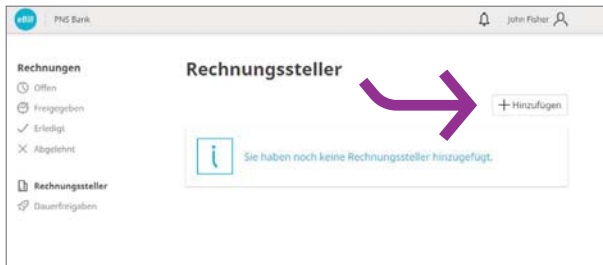 eBill PNS Bank John Fisher
Rechnungen
Offen
Freigegeben
Erledigt
Abgelehnt
Rechnungssteller
Dauerfreigaben
Rechnungssteller
+ Hinzufügen
i Sie haben noch keine Rechnungssteller hinzugefügt.